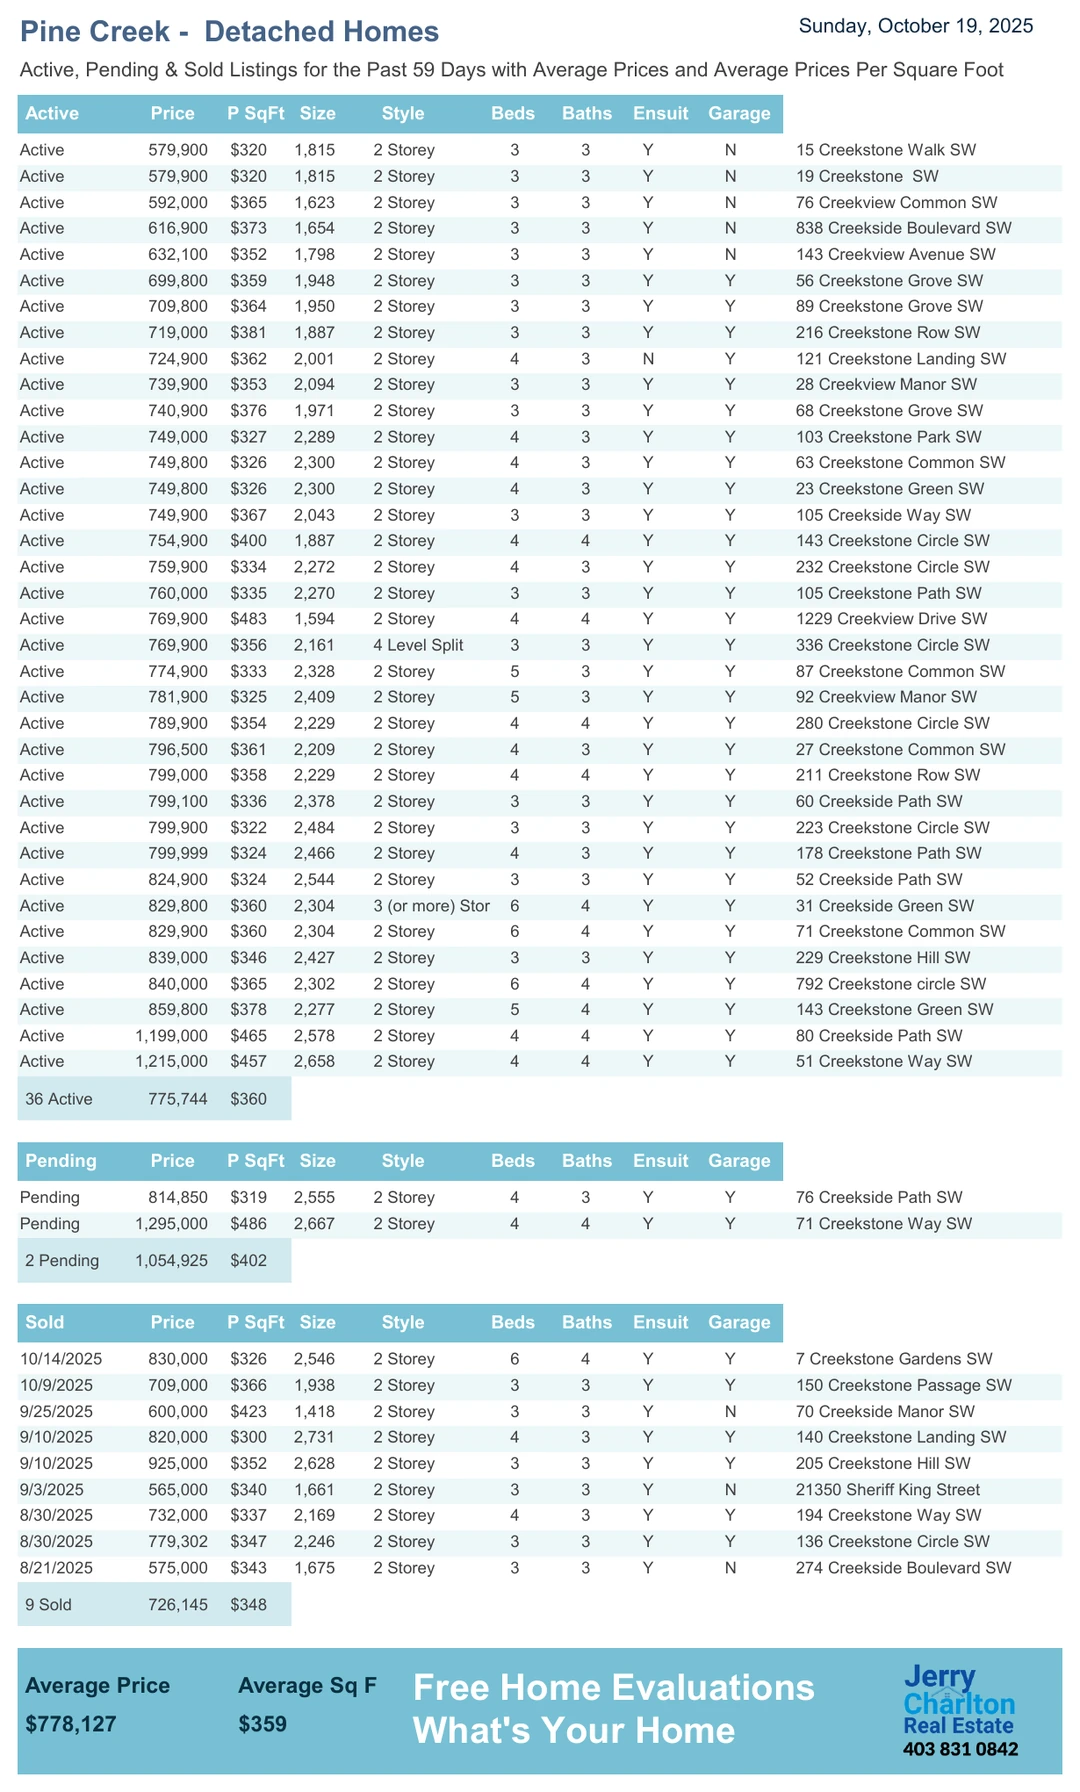 Pine Creek -  Detached Homes
Sunday, October 19, 2025
Active, Pending & Sold Listings for the Past 59 Days with Average Prices and Average Prices Per Square Foot
Active Price P SqFt Size Style Beds Baths Ensuit Garage
Active 579,900 $320 1,815 2 Storey 3 3 Y N 15 Creekstone Walk SW
Active 579,900 $320 1,815 2 Storey 3 3 Y N 19 Creekstone  SW
Active 592,000 $365 1,623 2 Storey 3 3 Y N 76 Creekview Common SW
Active 616,900 $373 1,654 2 Storey 3 3 Y N 838 Creekside Boulevard SW
Active 632,100 $352 1,798 2 Storey 3 3 Y N 143 Creekview Avenue SW
Active 699,800 $359 1,948 2 Storey 3 3 Y Y 56 Creekstone Grove SW
Active 709,800 $364 1,950 2 Storey 3 3 Y Y 89 Creekstone Grove SW
Active 719,000 $381 1,887 2 Storey 3 3 Y Y 216 Creekstone Row SW
Active 724,900 $362 2,001 2 Storey 4 3 N Y 121 Creekstone Landing SW
Active 739,900 $353 2,094 2 Storey 3 3 Y Y 28 Creekview Manor SW
Active 740,900 $376 1,971 2 Storey 3 3 Y Y 68 Creekstone Grove SW
Active 749,000 $327 2,289 2 Storey 4 3 Y Y 103 Creekstone Park SW
Active 749,800 $326 2,300 2 Storey 4 3 Y Y 63 Creekstone Common SW
Active 749,800 $326 2,300 2 Storey 4 3 Y Y 23 Creekstone Green SW
Active 749,900 $367 2,043 2 Storey 3 3 Y Y 105 Creekside Way SW
Active 754,900 $400 1,887 2 Storey 4 4 Y Y 143 Creekstone Circle SW
Active 759,900 $334 2,272 2 Storey 4 3 Y Y 232 Creekstone Circle SW
Active 760,000 $335 2,270 2 Storey 3 3 Y Y 105 Creekstone Path SW
Active 769,900 $483 1,594 2 Storey 4 4 Y Y 1229 Creekview Drive SW
Active 769,900 $356 2,161 4 Level Split 3 3 Y Y 336 Creekstone Circle SW
Active 774,900 $333 2,328 2 Storey 5 3 Y Y 87 Creekstone Common SW
Active 781,900 $325 2,409 2 Storey 5 3 Y Y 92 Creekview Manor SW
Active 789,900 $354 2,229 2 Storey 4 4 Y Y 280 Creekstone Circle SW
Active 796,500 $361 2,209 2 Storey 4 3 Y Y 27 Creekstone Common SW
Active 799,000 $358 2,229 2 Storey 4 4 Y Y 211 Creekstone Row SW
Active 799,100 $336 2,378 2 Storey 3 3 Y Y 60 Creekside Path SW
Active 799,900 $322 2,484 2 Storey 3 3 Y Y 223 Creekstone Circle SW
Active 799,999 $324 2,466 2 Storey 4 3 Y Y 178 Creekstone Path SW
Active 824,900 $324 2,544 2 Storey 3 3 Y Y 52 Creekside Path SW
Active 829,800 $360 2,304 3 (or more) Stor 6 4 Y Y 31 Creekside Green SW
Active 829,900 $360 2,304 2 Storey 6 4 Y Y 71 Creekstone Common SW
Active 839,000 $346 2,427 2 Storey 3 3 Y Y 229 Creekstone Hill SW
Active 840,000 $365 2,302 2 Storey 6 4 Y Y 792 Creekstone circle SW
Active 859,800 $378 2,277 2 Storey 5 4 Y Y 143 Creekstone Green SW
Active 1,199,000 $465 2,578 2 Storey 4 4 Y Y 80 Creekside Path SW
Active 1,215,000 $457 2,658 2 Storey 4 4 Y Y 51 Creekstone Way SW
36 Active 775,744 $360
Pending Price P SqFt Size Style Beds Baths Ensuit Garage
Pending 814,850 $319 2,555 2 Storey 4 3 Y Y 76 Creekside Path SW
Pending 1,295,000 $486 2,667 2 Storey 4 4 Y Y 71 Creekstone Way SW
2 Pending 1,054,925 $402
Sold Price P SqFt Size Style Beds Baths Ensuit Garage
10/14/2025 830,000 $326 2,546 2 Storey 6 4 Y Y 7 Creekstone Gardens SW
10/9/2025 709,000 $366 1,938 2 Storey 3 3 Y Y 150 Creekstone Passage SW
9/25/2025 600,000 $423 1,418 2 Storey 3 3 Y N 70 Creekside Manor SW
9/10/2025 820,000 $300 2,731 2 Storey 4 3 Y Y 140 Creekstone Landing SW
9/10/2025 925,000 $352 2,628 2 Storey 3 3 Y Y 205 Creekstone Hill SW
9/3/2025 565,000 $340 1,661 2 Storey 3 3 Y N 21350 Sheriff King Street
8/30/2025 732,000 $337 2,169 2 Storey 4 3 Y Y 194 Creekstone Way SW
8/30/2025 779,302 $347 2,246 2 Storey 3 3 Y Y 136 Creekstone Circle SW
8/21/2025 575,000 $343 1,675 2 Storey 3 3 Y N 274 Creekside Boulevard SW
9 Sold 726,145 $348
Average Price Average Sq F
$778,127 $359
Free Home Evaluations
What's Your Home
Jerry
Charlton
Real Estate
403 831 0842